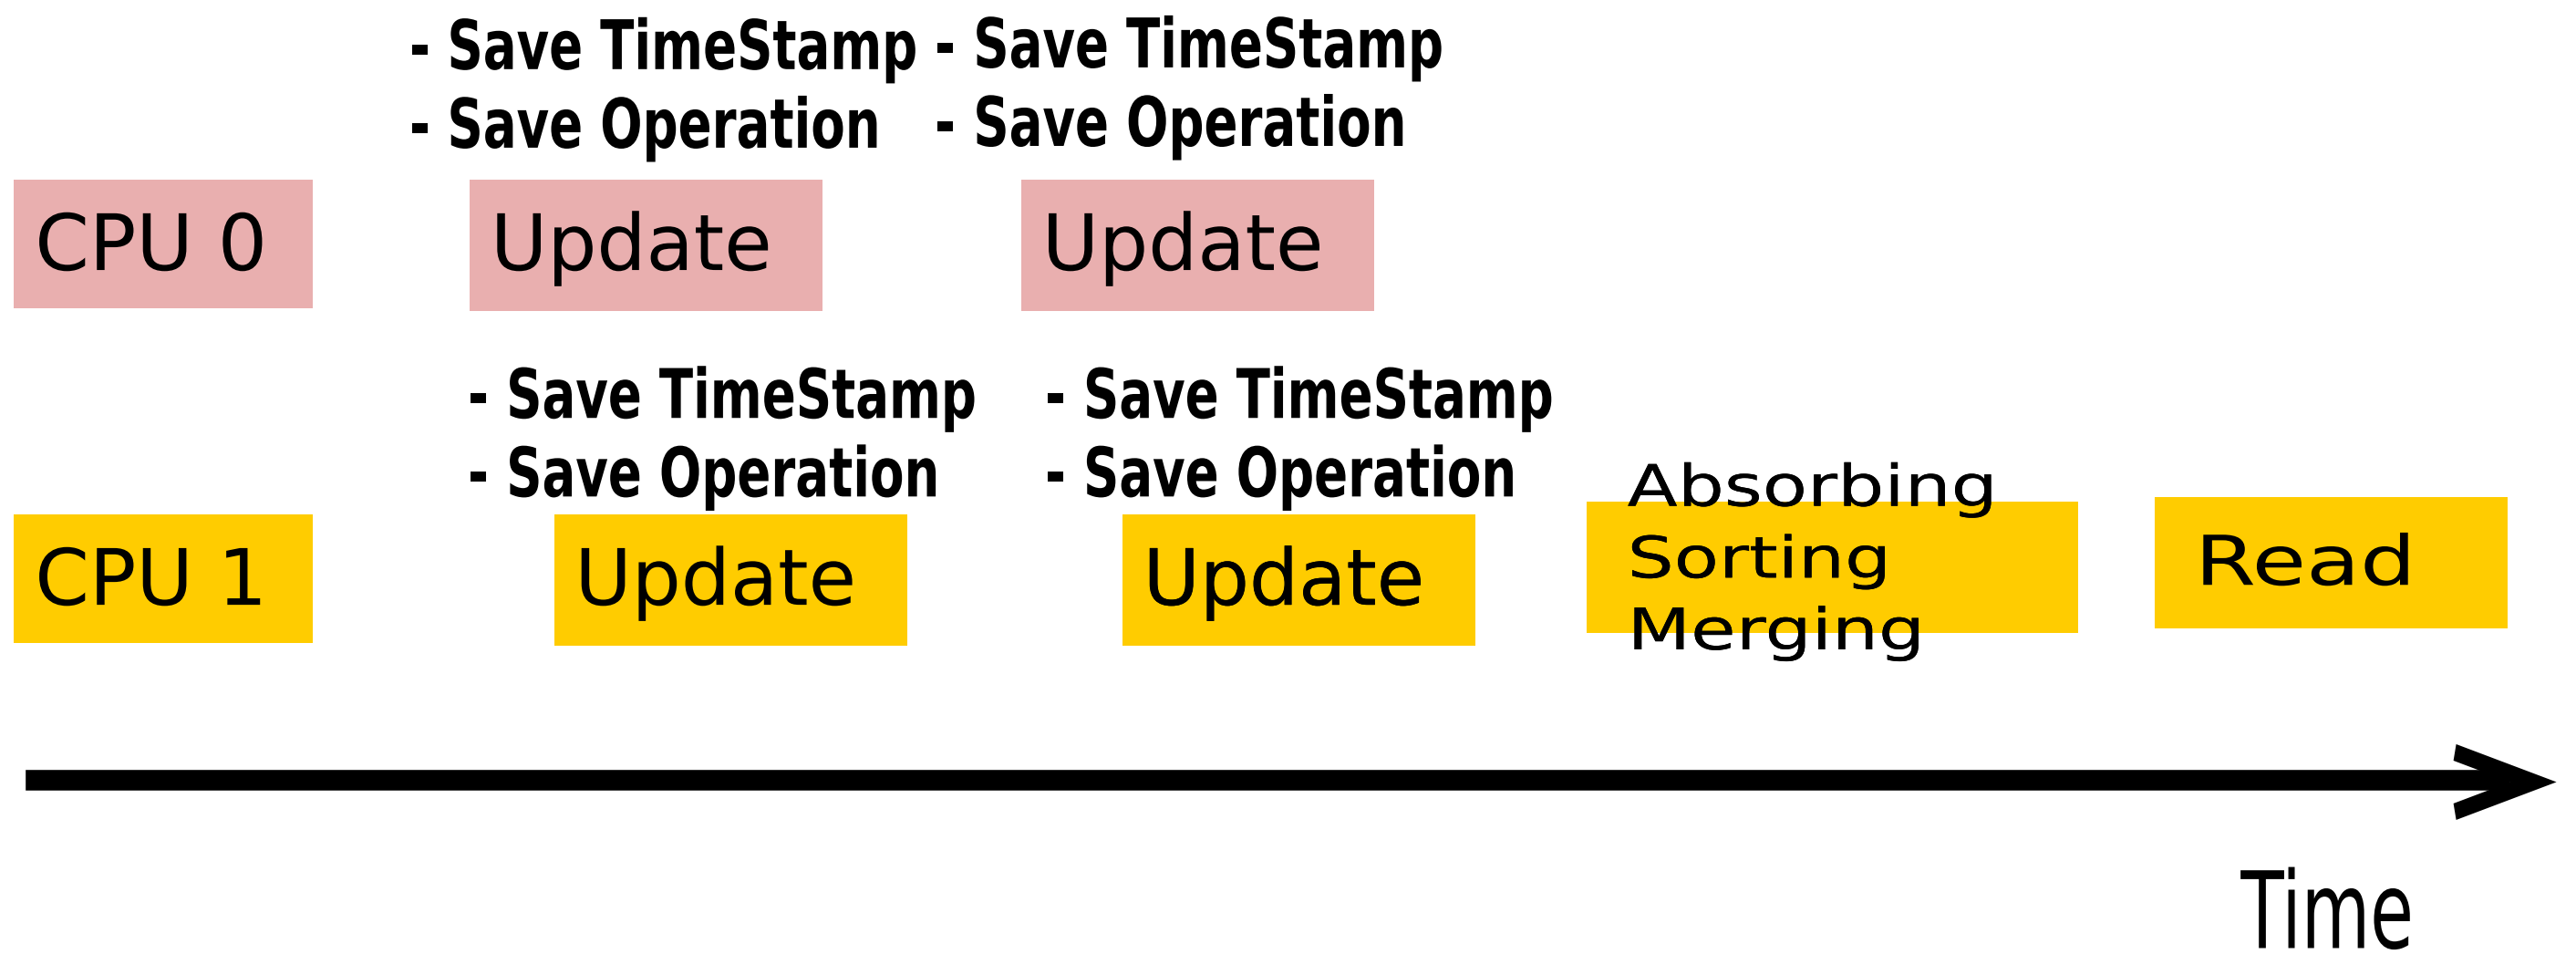 - Save TimeStamp
- Save Operation
- Save TimeStamp
- Save Operation
CPU 0
Update
Update
- Save TimeStamp
- Save Operation
- Save TimeStamp
- Save Operation
CPU 1
Update
Update
Absorbing
Sorting
Merging
Read
Time